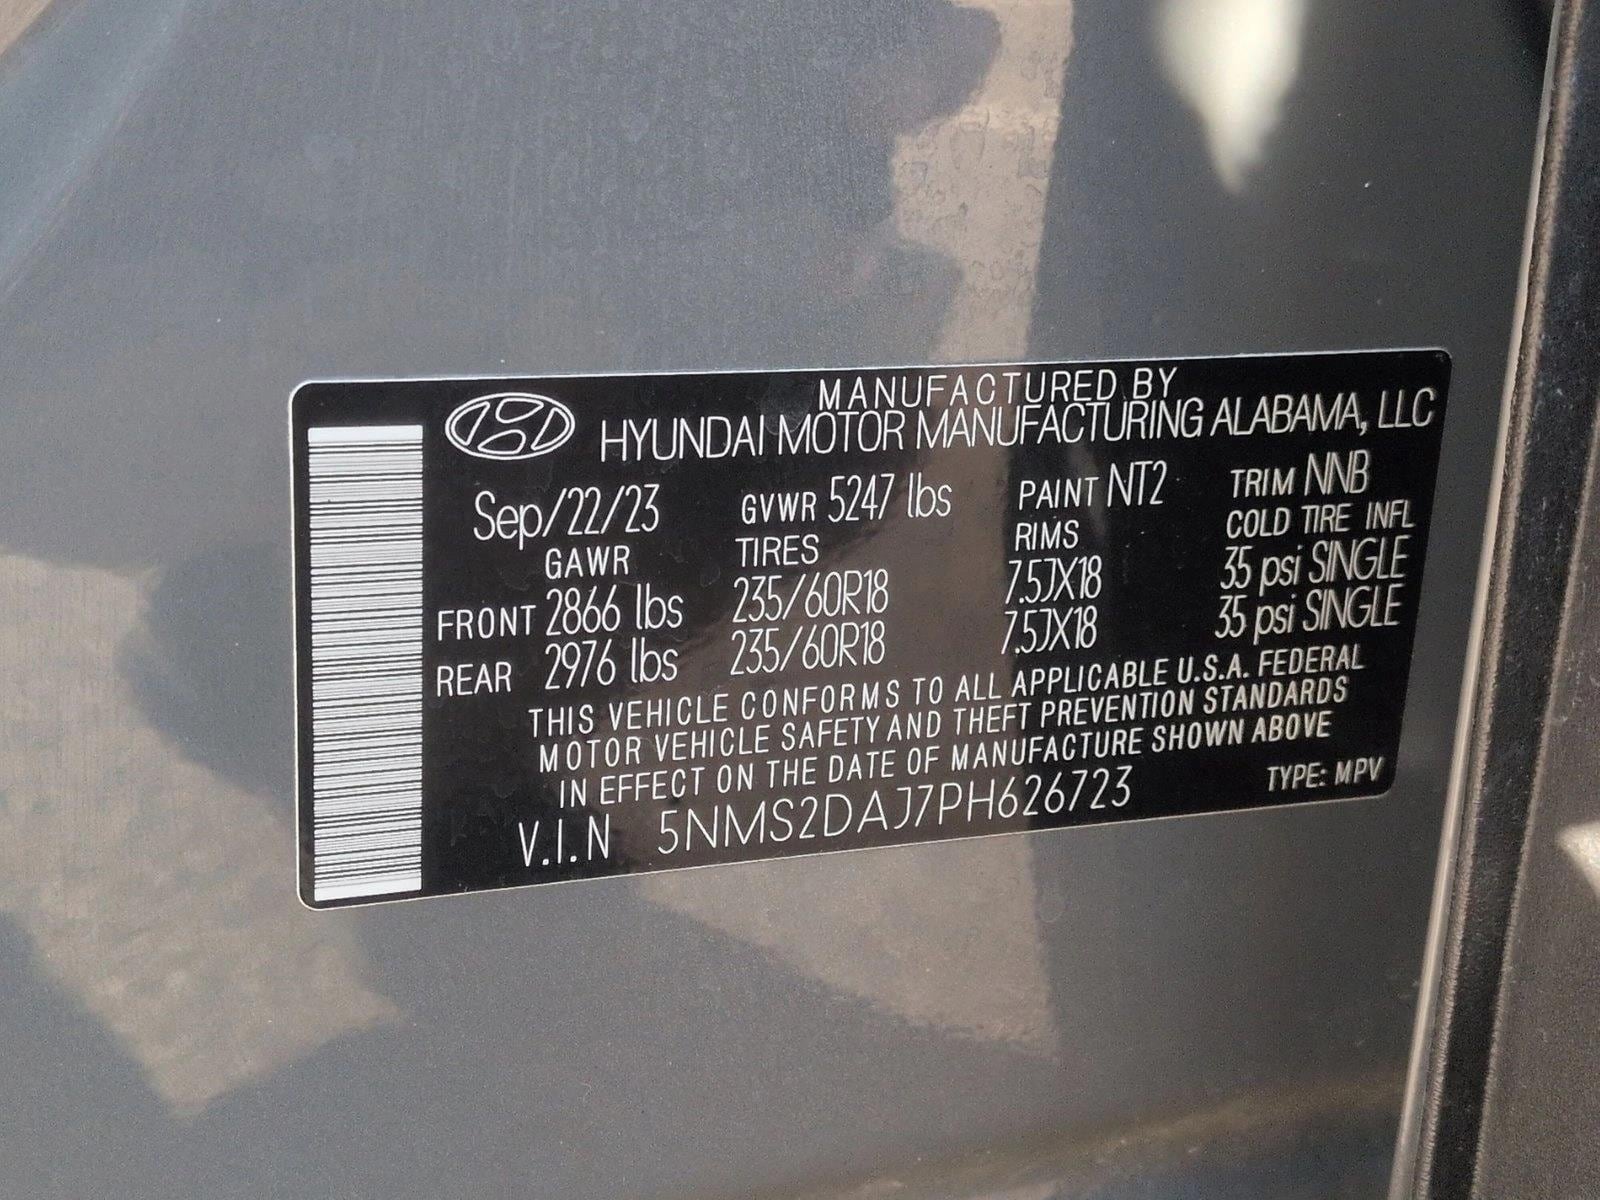 MANUFACTURED BY
HYUNDAI MOTOR MANUFACTURING ALABAMA, LLC
Sep/22/23 GVWR 5247 lbs PAINT NT2 TRIM NNB
GAWR TIRES RIMS COLD TIRE INFL
FRONT 2866 lbs 235/60R18 7.5JX18 35 psi SINGLE
REAR 2976 lbs 235/60R18 7.5JX18 35 psi SINGLE
THIS VEHICLE CONFORMS TO ALL APPLICABLE U.S.A. FEDERAL
MOTOR VEHICLE SAFETY AND THEFT PREVENTION STANDARDS
IN EFFECT ON THE DATE OF MANUFACTURE SHOWN ABOVE
V.I.N 5NMS2DAJ7PH626723 TYPE: MPV